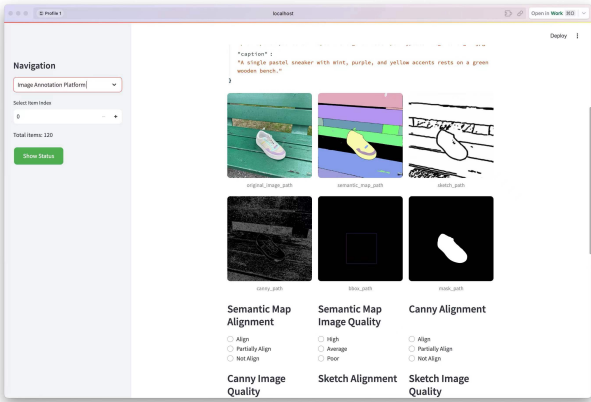 Profile 1
localhost
Open in Work ⌘O
Deploy
Navigation
Image Annotation Platform
Select Item Index
0
- +
Total items: 120
Show Status
"caption" :
"A single pastel sneaker with mint, purple, and yellow accents rests on a green
wooden bench."
}
original_image_path
semantic_map_path
sketch_path
canny_path
bbox_path
mask_path
Semantic Map
Alignment
Align
Partially Align
Not Align
Semantic Map
Image Quality
High
Average
Poor
Canny Alignment
Align
Partially Align
Not Align
Canny Image
Quality
Sketch Alignment
Sketch Image
Quality